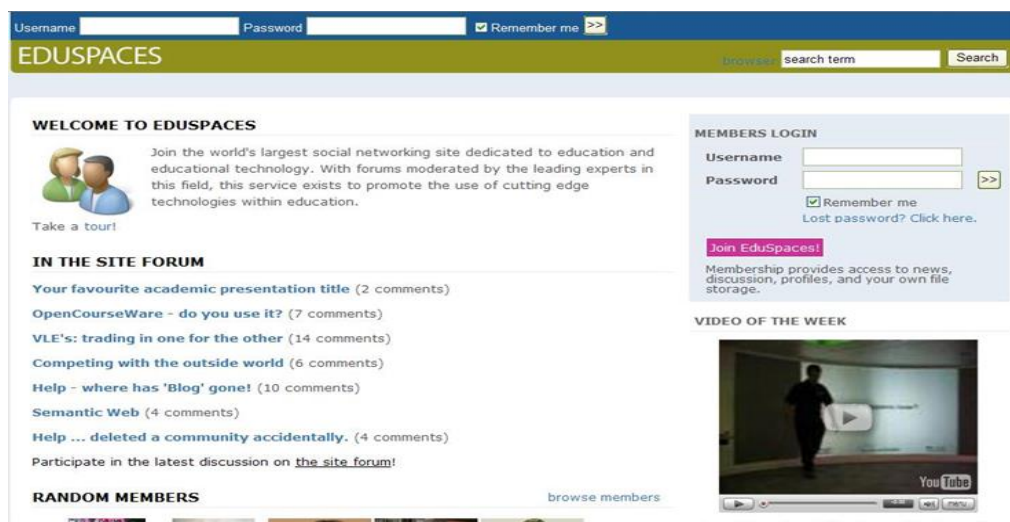 Username Password Remember me >>
EDUSPACES
browser search term Search
WELCOME TO EDUSPACES
Join the world's largest social networking site dedicated to education and
educational technology. With forums moderated by the leading experts in
this field, this service exists to promote the use of cutting edge
technologies within education.
Take a tour!
IN THE SITE FORUM
Your favourite academic presentation title (2 comments)
OpenCourseWare - do you use it? (7 comments)
VLE's: trading in one for the other (14 comments)
Competing with the outside world (6 comments)
Help - where has 'Blog' gone! (10 comments)
Semantic Web (4 comments)
Help ... deleted a community accidentally. (4 comments)
Participate in the latest discussion on the site forum!
RANDOM MEMBERS
browse members
MEMBERS LOGIN
Username
Password >>
Remember me
Lost password? Click here.
Join EduSpaces!
Membership provides access to news,
discussion, profiles, and your own file
storage.
VIDEO OF THE WEEK
YouTube
menu